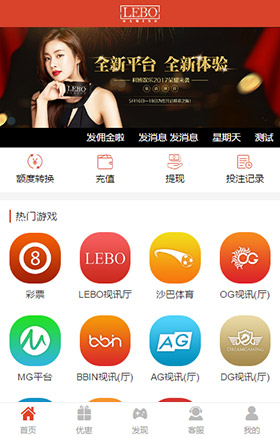 LEBO
GAMING
全新平台 全新体验
LEBO
发佣金啦 发消息 发消息 星期天 测试
额度转换 充值 提现 投注记录
热门游戏
8 LEBO OG
彩票 LEBO视讯厅 沙巴体育 OG视讯(厅)
bbin AG DREAMGAMING
MG平台 BBIN视讯(厅) AG视讯(厅) DG视讯(厅)
首页 优惠 发现 客服 我的